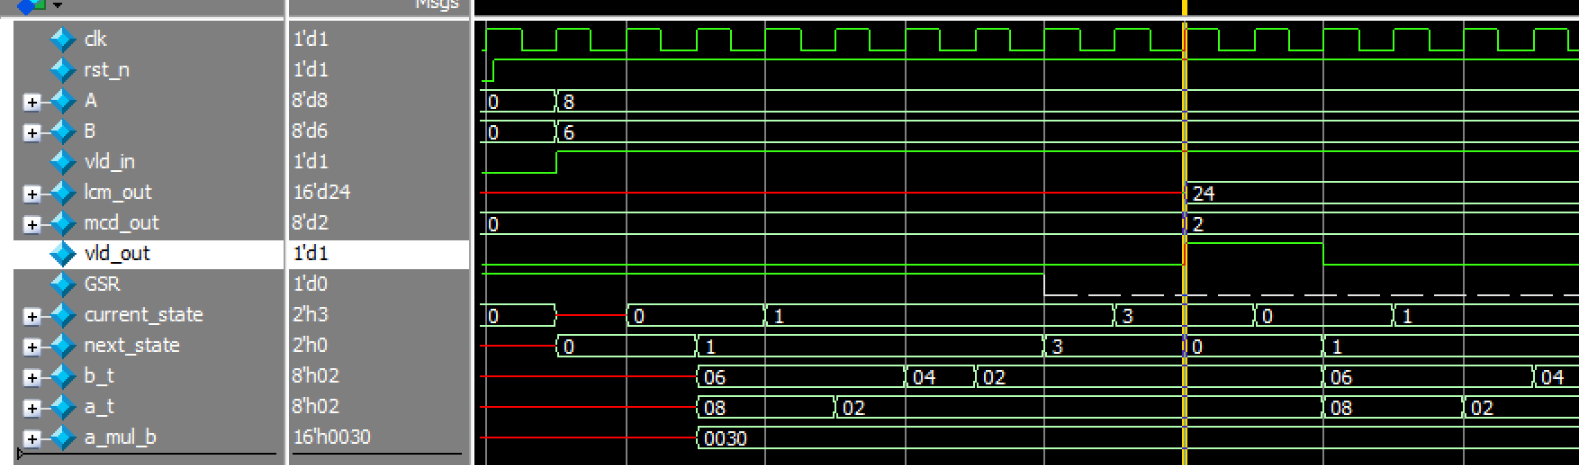 Msgs
clk 1'd1
rst_n 1'd1
A 8'd8 0 8
B 8'd6 0 6
vld_in 1'd1
lcm_out 16'd24 24
mcd_out 8'd2 0 2
vld_out 1'd1
GSR 1'd0
current_state 2'h3 0 0 1 3 0 1
next_state 2'h0 0 1 3 0 1
b_t 8'h02 06 04 02 06 04
a_t 8'h02 08 02 08 02
a_mul_b 16'h0030 0030